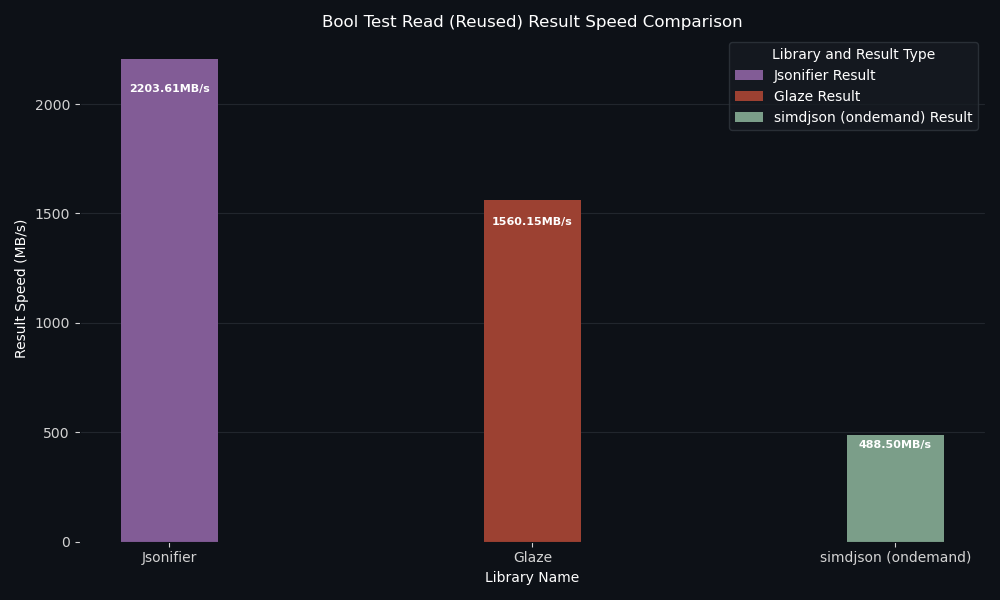 Bool Test Read (Reused) Result Speed Comparison
Library and Result Type
Jsonifier Result
Glaze Result
simdjson (ondemand) Result
2203.61MB/s
1560.15MB/s
488.50MB/s
Result Speed (MB/s)
2000
1500
1000
500
0
Jsonifier
Glaze
simdjson (ondemand)
Library Name